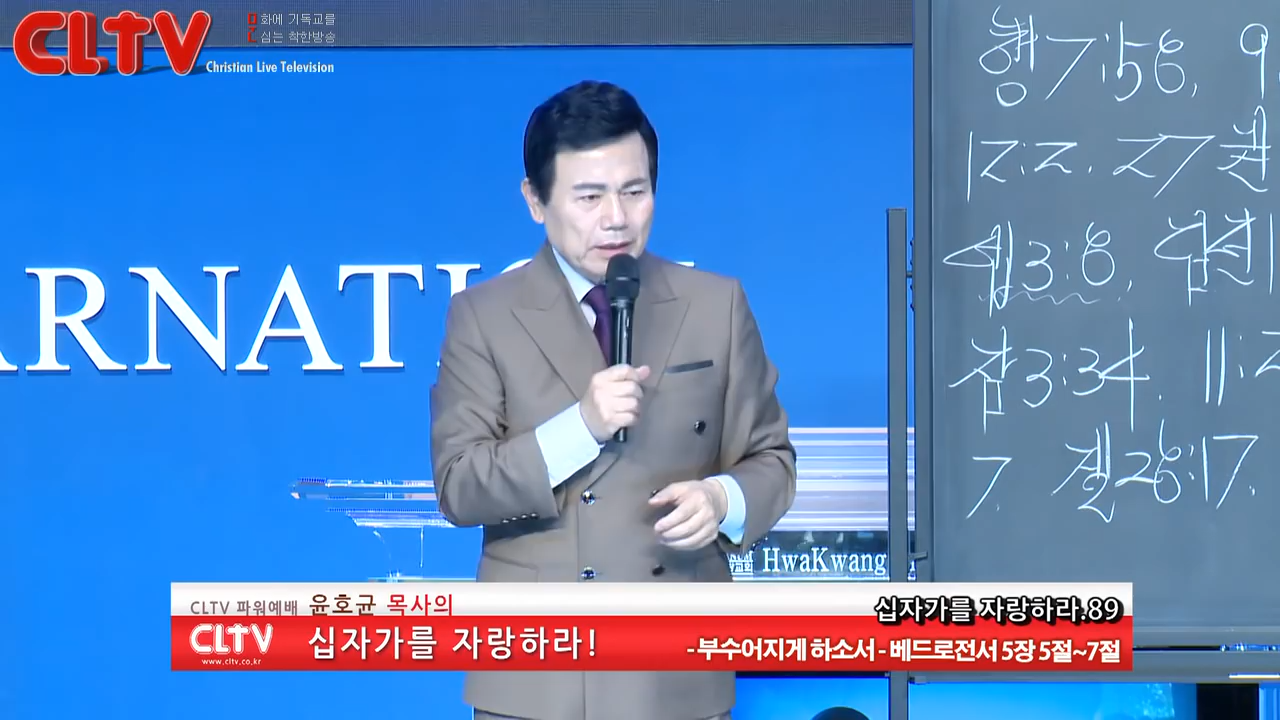 CLTV
문화에 기독교를
심는 착한방송
Christian Live Television
ARNATI
행 7:56, 9
12:2. 27
3:6,
잠3:34. 11:2
7. 겔28:17.
HwaKwang
CLTV 파워예배 윤호균 목사의
십자가를 자랑하라.89
CLTV
www.cltv.co.kr
십자가를 자랑하라!
-부수어지게 하소서 - 베드로전서 5장 5절~7절